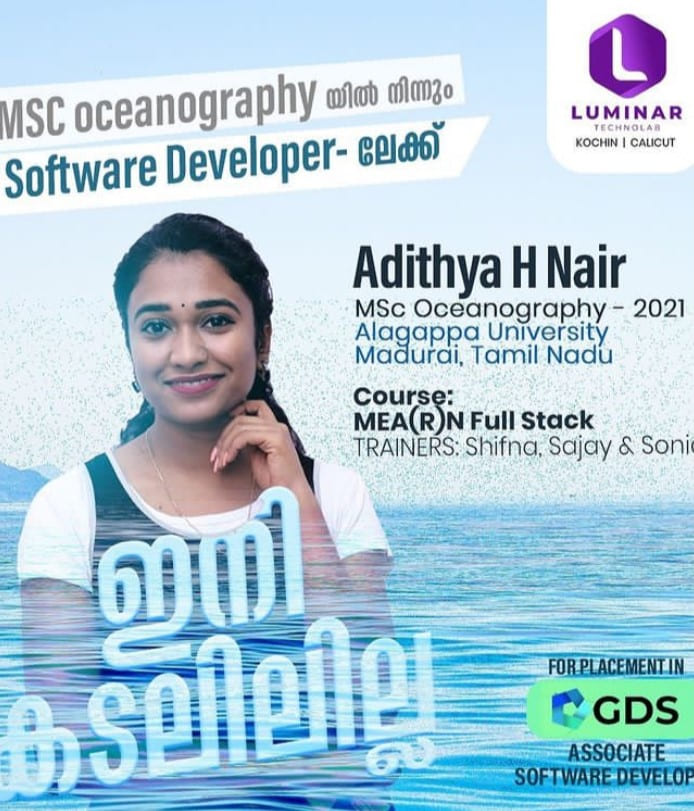 MSC oceanography യിൽ നിന്നും
Software Developer- ലേക്ക്
LUMINAR
TECHNOLAB
KOCHIN | CALICUT
Adithya H Nair
MSc Oceanography - 2021
Alagappa University
Madurai, Tamil Nadu
Course:
MEA(R)N Full Stack
TRAINERS: Shifna, Sajay & Sonia
ഇനി
കടലിലില്ല
FOR PLACEMENT IN
GDS
ASSOCIATE
SOFTWARE DEVELOP